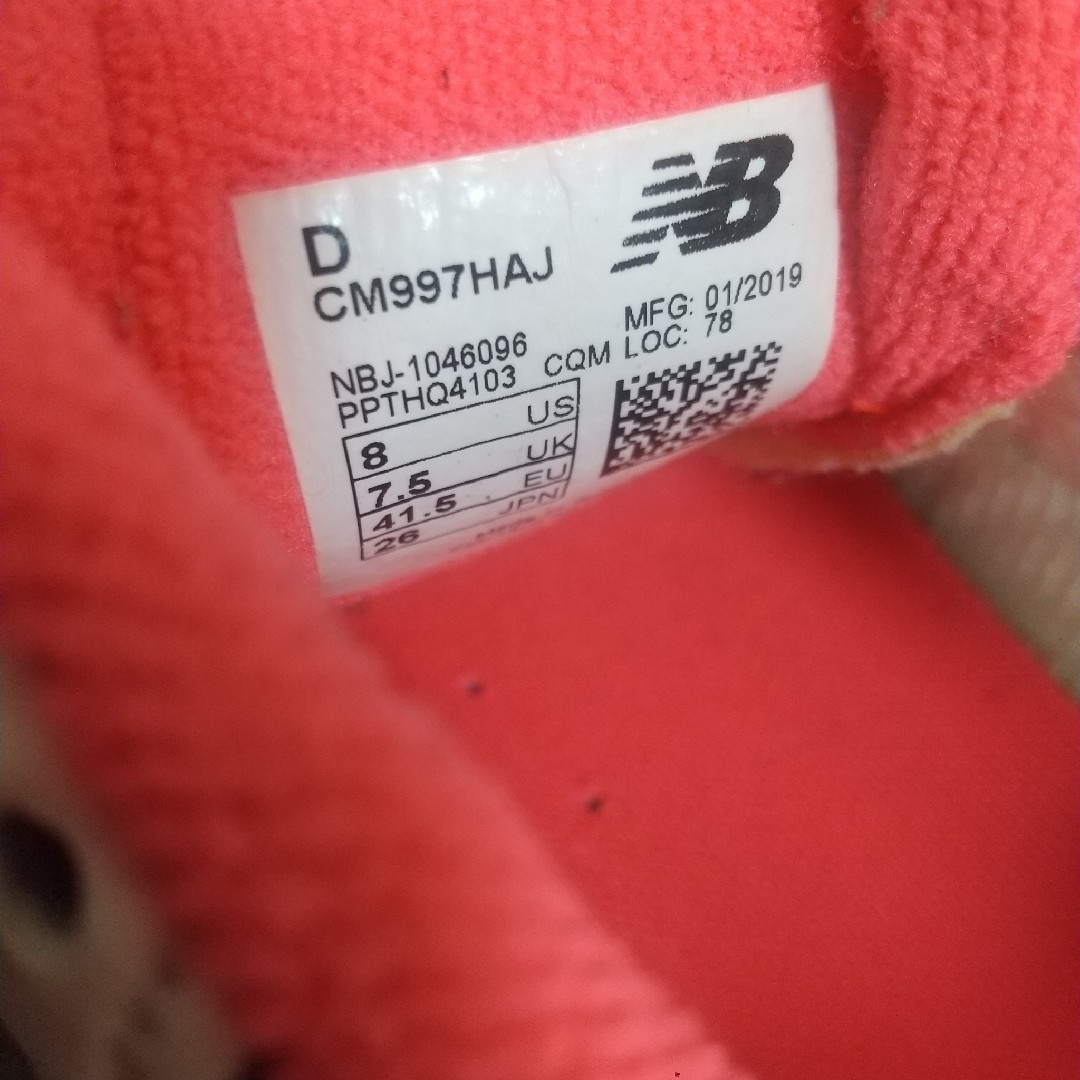 D
CM997HAJ
NB
MFG: 01/2019
LOC: 78
NBJ-1046096
PPTHQ4103 CQM
8 US
7.5 UK
41.5 EU
26 JPN